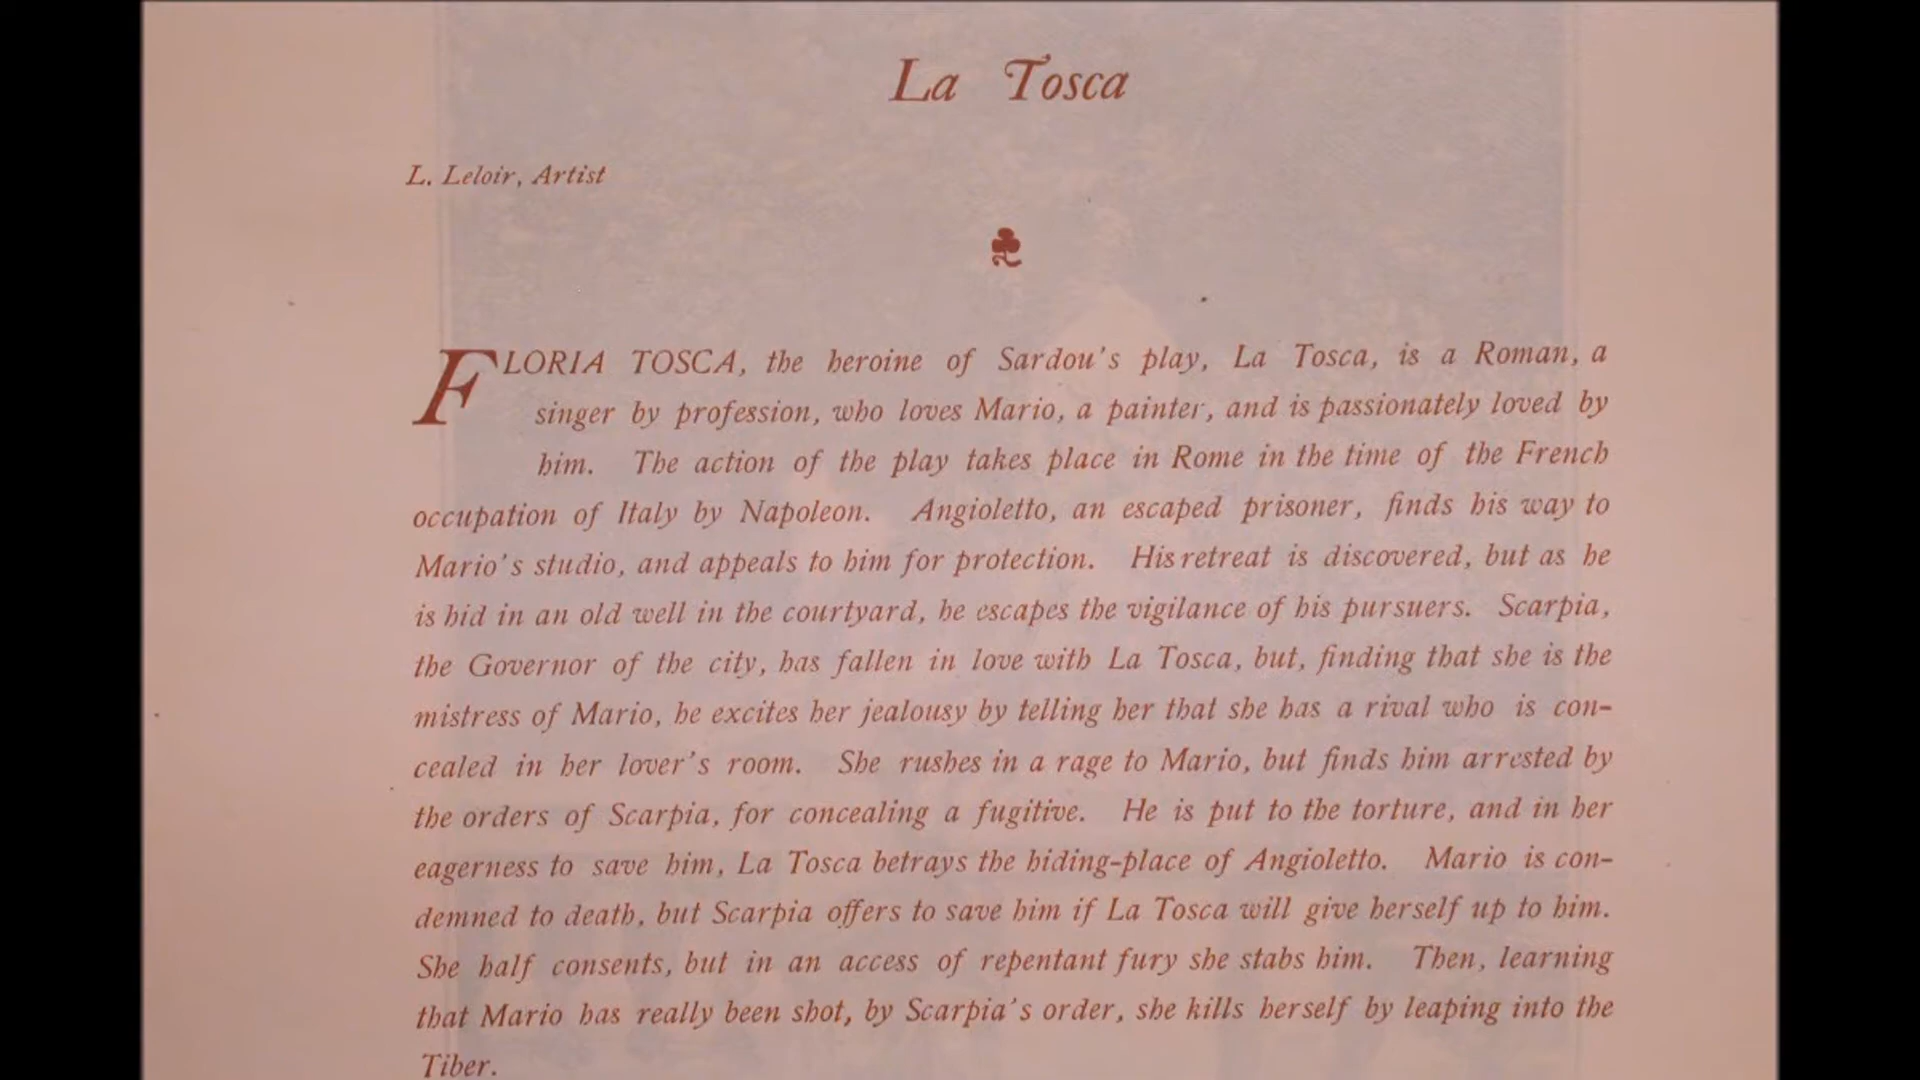 La Tosca
L. Leloir, Artist
FLORIA TOSCA, the heroine of Sardou's play, La Tosca, is a Roman, a
singer by profession, who loves Mario, a painter, and is passionately loved by
him. The action of the play takes place in Rome in the time of the French
occupation of Italy by Napoleon. Angioletto, an escaped prisoner, finds his way to
Mario's studio, and appeals to him for protection. His retreat is discovered, but as he
is hid in an old well in the courtyard, he escapes the vigilance of his pursuers. Scarpia,
the Governor of the city, has fallen in love with La Tosca, but, finding that she is the
mistress of Mario, he excites her jealousy by telling her that she has a rival who is con-
cealed in her lover's room. She rushes in a rage to Mario, but finds him arrested by
the orders of Scarpia, for concealing a fugitive. He is put to the torture, and in her
eagerness to save him, La Tosca betrays the hiding-place of Angioletto. Mario is con-
demned to death, but Scarpia offers to save him if La Tosca will give herself up to him.
She half consents, but in an access of repentant fury she stabs him. Then, learning
that Mario has really been shot, by Scarpia's order, she kills herself by leaping into the
Tiber.